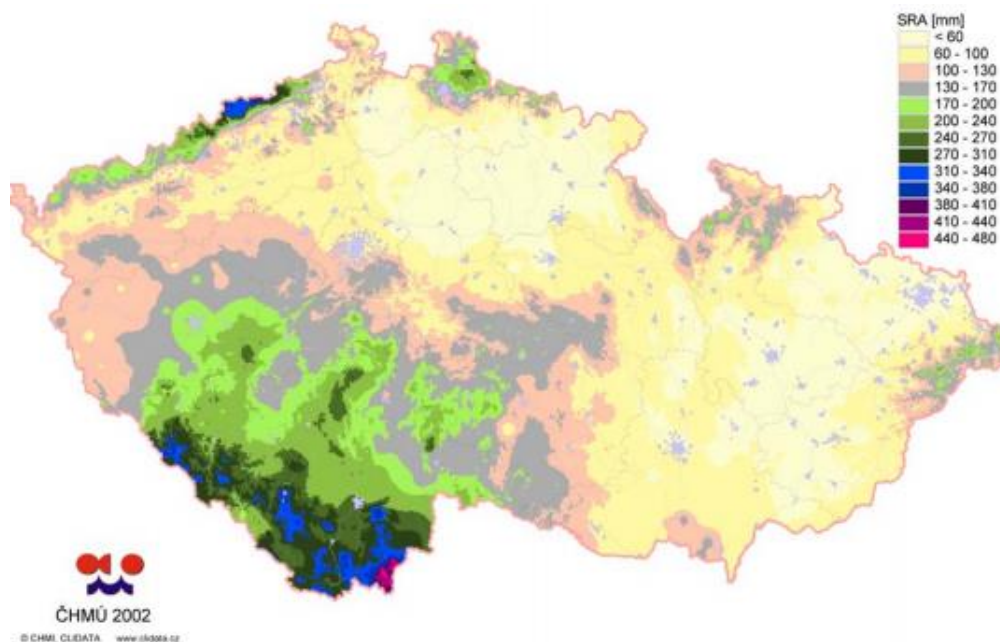 SRA [mm]
< 60
60 - 100
100 - 130
130 - 170
170 - 200
200 - 240
240 - 270
270 - 310
310 - 340
340 - 380
380 - 410
410 - 440
440 - 480
ČHMÚ 2002
© CHMI, CLIDATA www.clidata.cz